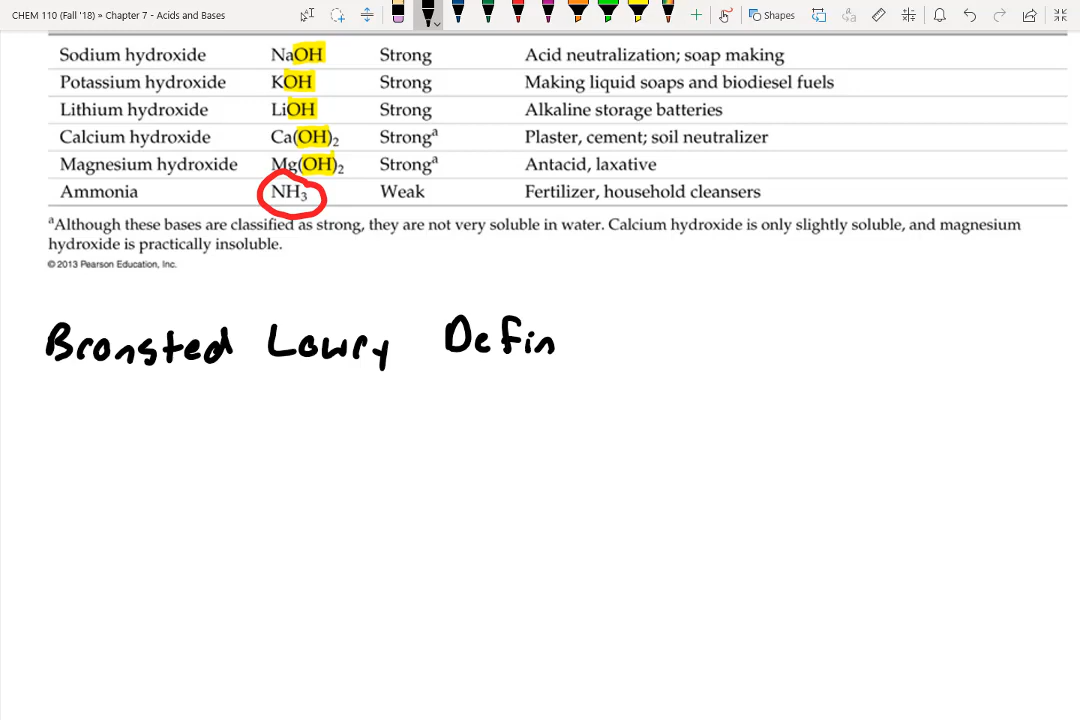 CHEM 110 (Fall '18) » Chapter 7 - Acids and Bases Shapes
Sodium hydroxide NaOH Strong Acid neutralization; soap making
Potassium hydroxide KOH Strong Making liquid soaps and biodiesel fuels
Lithium hydroxide LiOH Strong Alkaline storage batteries
Calcium hydroxide Ca(OH)₂ Strongᵃ Plaster, cement; soil neutralizer
Magnesium hydroxide Mg(OH)₂ Strongᵃ Antacid, laxative
Ammonia NH₃ Weak Fertilizer, household cleansers
ᵃAlthough these bases are classified as strong, they are not very soluble in water. Calcium hydroxide is only slightly soluble, and magnesium
hydroxide is practically insoluble.
© 2013 Pearson Education, Inc.
Bronsted Lowry Defin